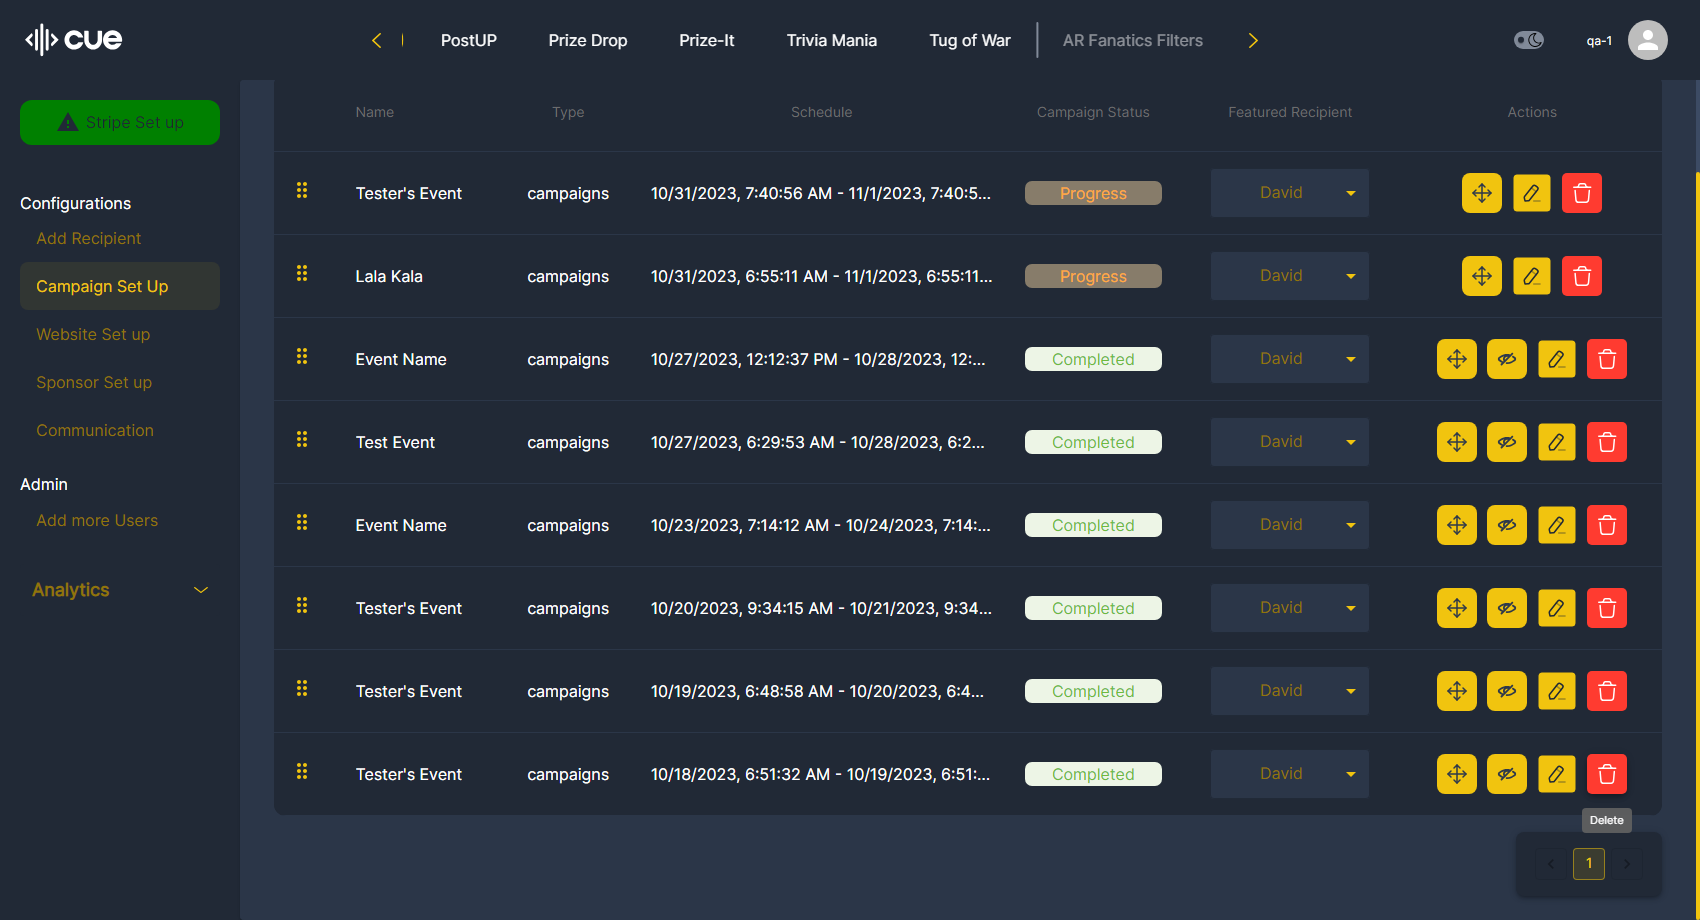 cue
PostUP
Prize Drop
Prize-It
Trivia Mania
Tug of War
AR Fanatics Filters
qa-1
Stripe Set up
Configurations
Add Recipient
Campaign Set Up
Website Set up
Sponsor Set up
Communication
Admin
Add more Users
Analytics
Name Type Schedule Campaign Status Featured Recipient Actions
Tester's Event campaigns 10/31/2023, 7:40:56 AM - 11/1/2023, 7:40:5... Progress David
Lala Kala campaigns 10/31/2023, 6:55:11 AM - 11/1/2023, 6:55:11... Progress David
Event Name campaigns 10/27/2023, 12:12:37 PM - 10/28/2023, 12:... Completed David
Test Event campaigns 10/27/2023, 6:29:53 AM - 10/28/2023, 6:2... Completed David
Event Name campaigns 10/23/2023, 7:14:12 AM - 10/24/2023, 7:14:... Completed David
Tester's Event campaigns 10/20/2023, 9:34:15 AM - 10/21/2023, 9:34... Completed David
Tester's Event campaigns 10/19/2023, 6:48:58 AM - 10/20/2023, 6:4... Completed David
Tester's Event campaigns 10/18/2023, 6:51:32 AM - 10/19/2023, 6:51:... Completed David
Delete
1